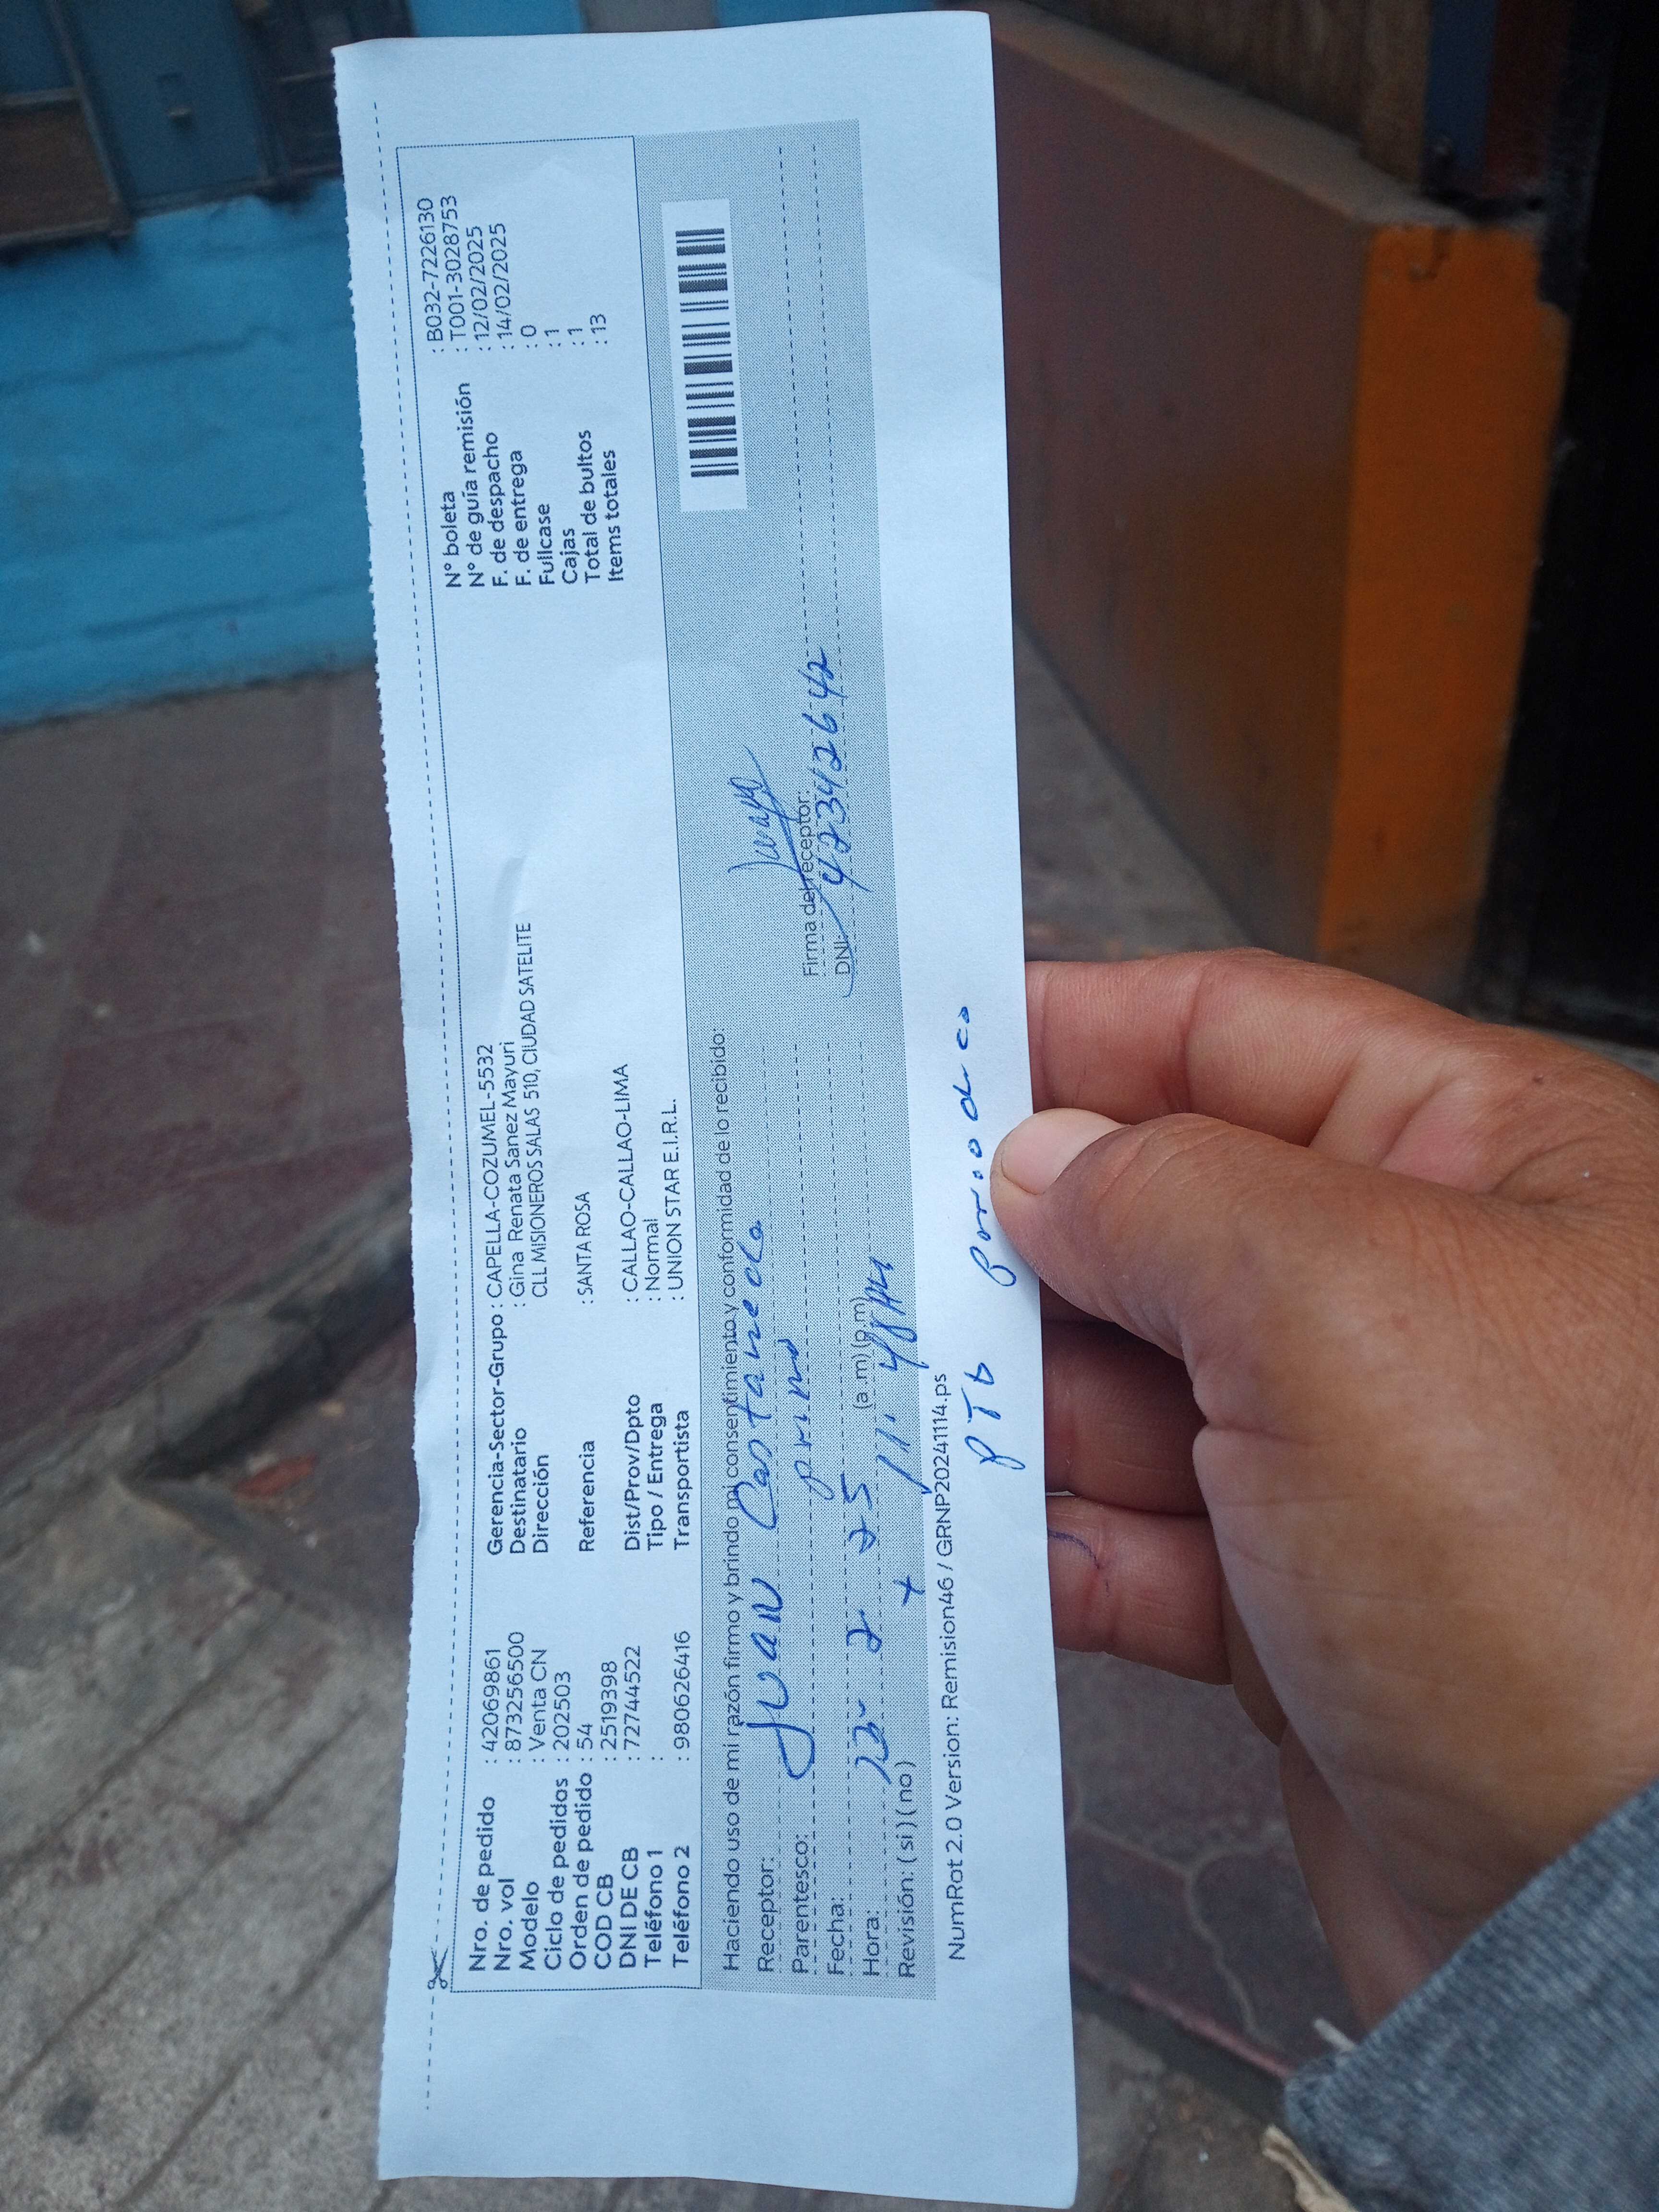 Nro. de pedido : 42069861
Nro. vol : 873256500
Modelo : Venta CN
Ciclo de pedidos : 202503
Orden de pedido : 54
COD CB : 2519398
DNI DE CB : 72744522
Teléfono 1 :
Teléfono 2 : 980626416
Gerencia-Sector-Grupo : CAPELLA-COZUMEL-5532
Destinatario : Gina Renata Sanez Mayuri
Dirección CLL MISIONEROS SALAS 510, CIUDAD SATELITE
Referencia : SANTA ROSA
Dist/Prov/Dpto : CALLAO-CALLAO-LIMA
Tipo / Entrega : Normal
Transportista : UNION STAR E.I.R.L.
N° boleta : B032-7226130
N° de guía remisión : T001-3028753
F. de despacho : 12/02/2025
F. de entrega : 14/02/2025
Fullcase : 0
Cajas : 1
Total de bultos : 1
Items totales : 13
Haciendo uso de mi razón firmo y brindo mi consentimiento y conformidad de lo recibido:
Receptor: Juan Castaneda
Parentesco: primo
Fecha: 2 25
Hora: (a.m) (p.m) 11:48 AM
Revisión: ( si ) ( no )
Firma del receptor:
DNI: 42342642
NumRot 2.0 Version: Remision46 / GRNP220241114.ps